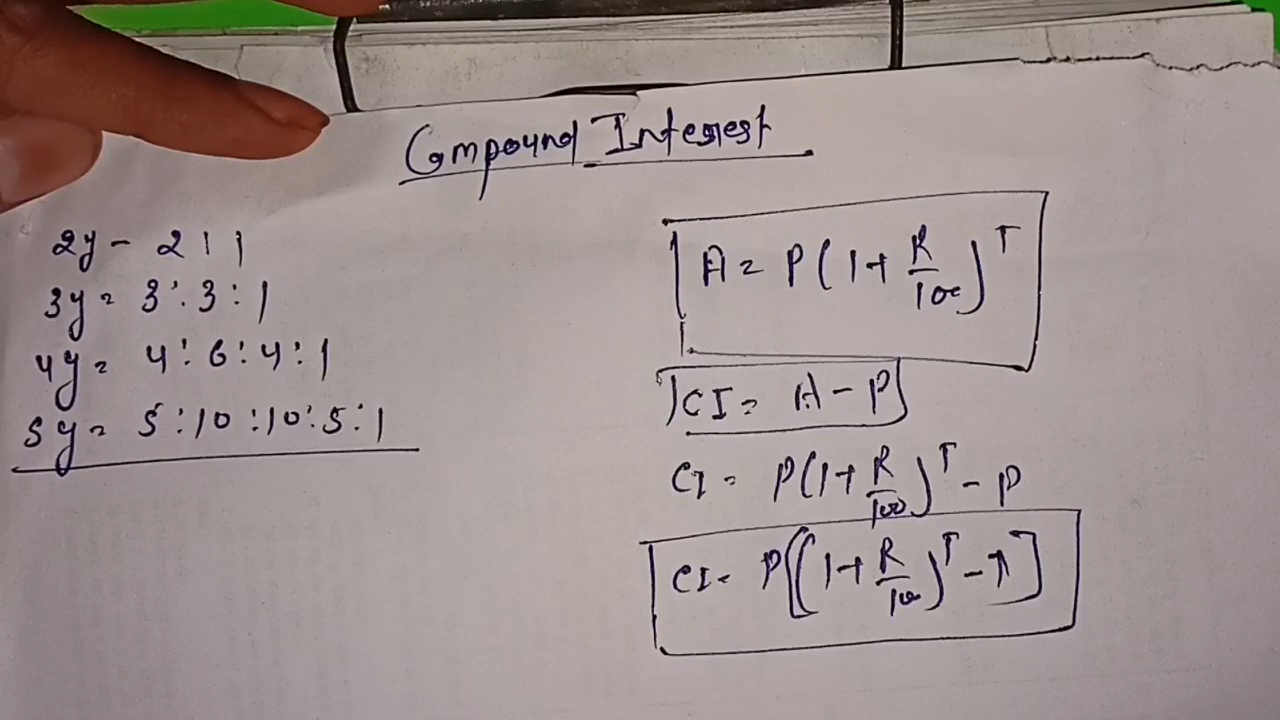 Compound Interest
2y - 2 : 1
3y = 3 : 3 : 1
4y = 4 : 6 : 4 : 1
5y = 5 : 10 : 10 : 5 : 1
A = P(1+R/100)^T
CI = A - P
CI = P(1+R/100)^T - P
CI = P[(1+R/100)^T - 1]